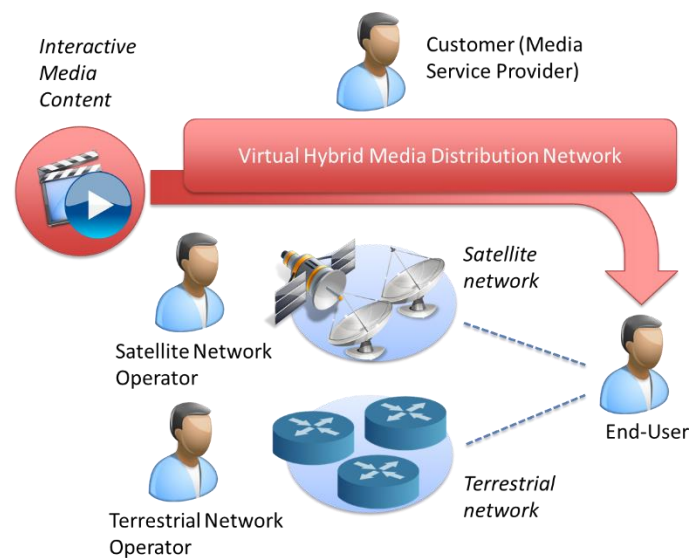 Interactive
Media
Content
Customer (Media
Service Provider)
Virtual Hybrid Media Distribution Network
Satellite
network
Satellite Network
Operator
End-User
Terrestrial
network
Terrestrial Network
Operator